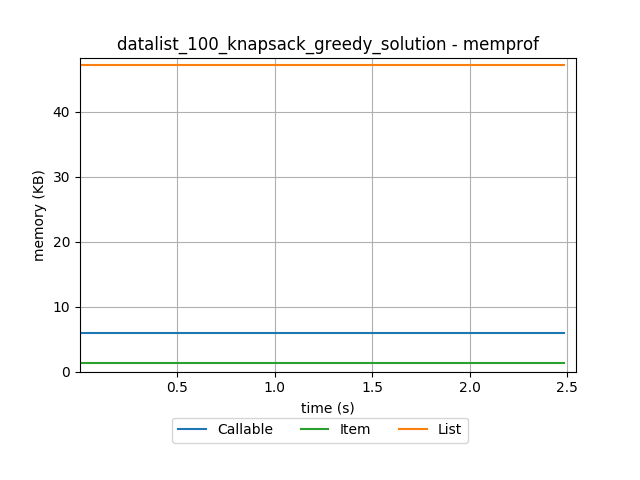 datalist_100_knapsack_greedy_solution - memprof
memory (KB)
40
30
20
10
0
0.5 1.0 1.5 2.0 2.5
time (s)
Callable Item List